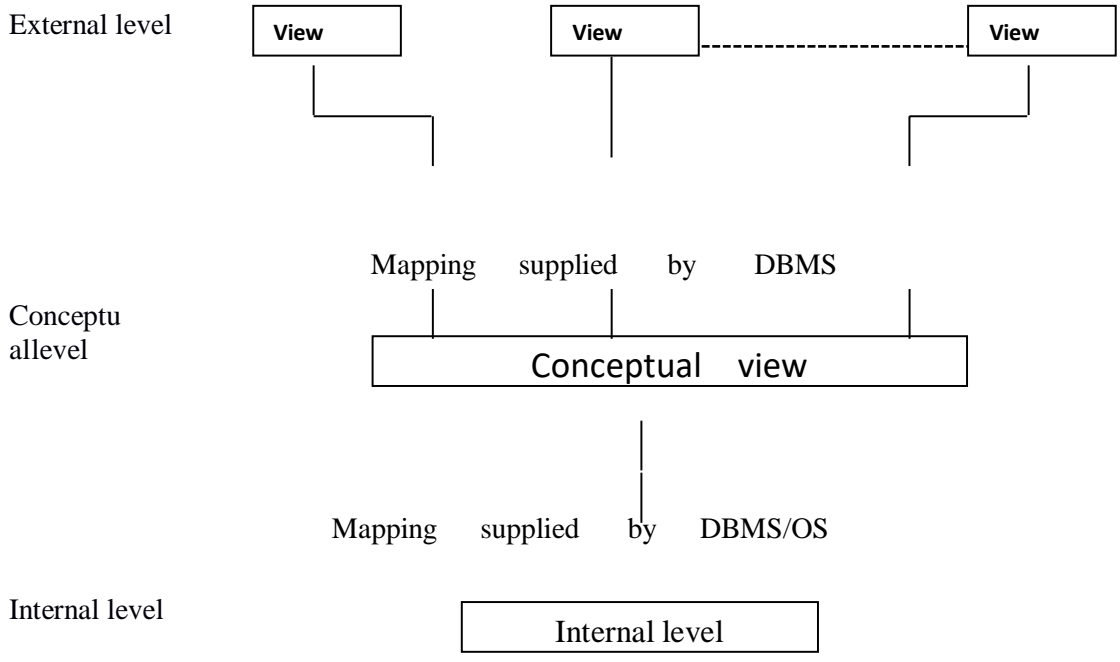 External level
View View View
Mapping supplied by DBMS
Conceptu
allevel
Conceptual view
Mapping supplied by DBMS/OS
Internal level
Internal level